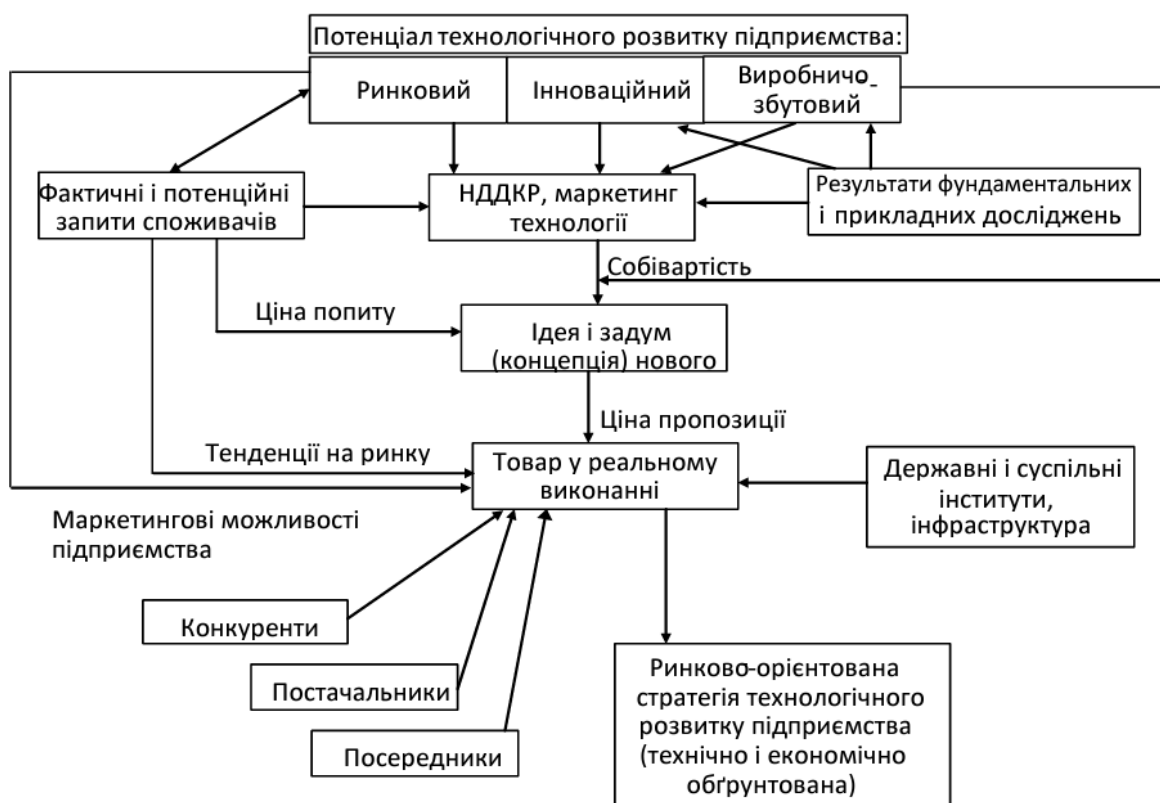 Потенціал технологічного розвитку підприємства:
Ринковий
Інноваційний
Виробничо-
збутовий
Фактичні і потенційні
запити споживачів
НДДКР, маркетинг
технології
Результати фундаментальних
і прикладних досліджень
Собівартість
Ціна попиту
Ідея і задум
(концепція) нового
Ціна пропозиції
Тенденції на ринку
Товар у реальному
виконанні
Державні і суспільні
інститути,
інфраструктура
Маркетингові можливості
підприємства
Конкуренти
Постачальники
Посередники
Ринково-орієнтована
стратегія технологічного
розвитку підприємства
(технічно і економічно
обґрунтована)